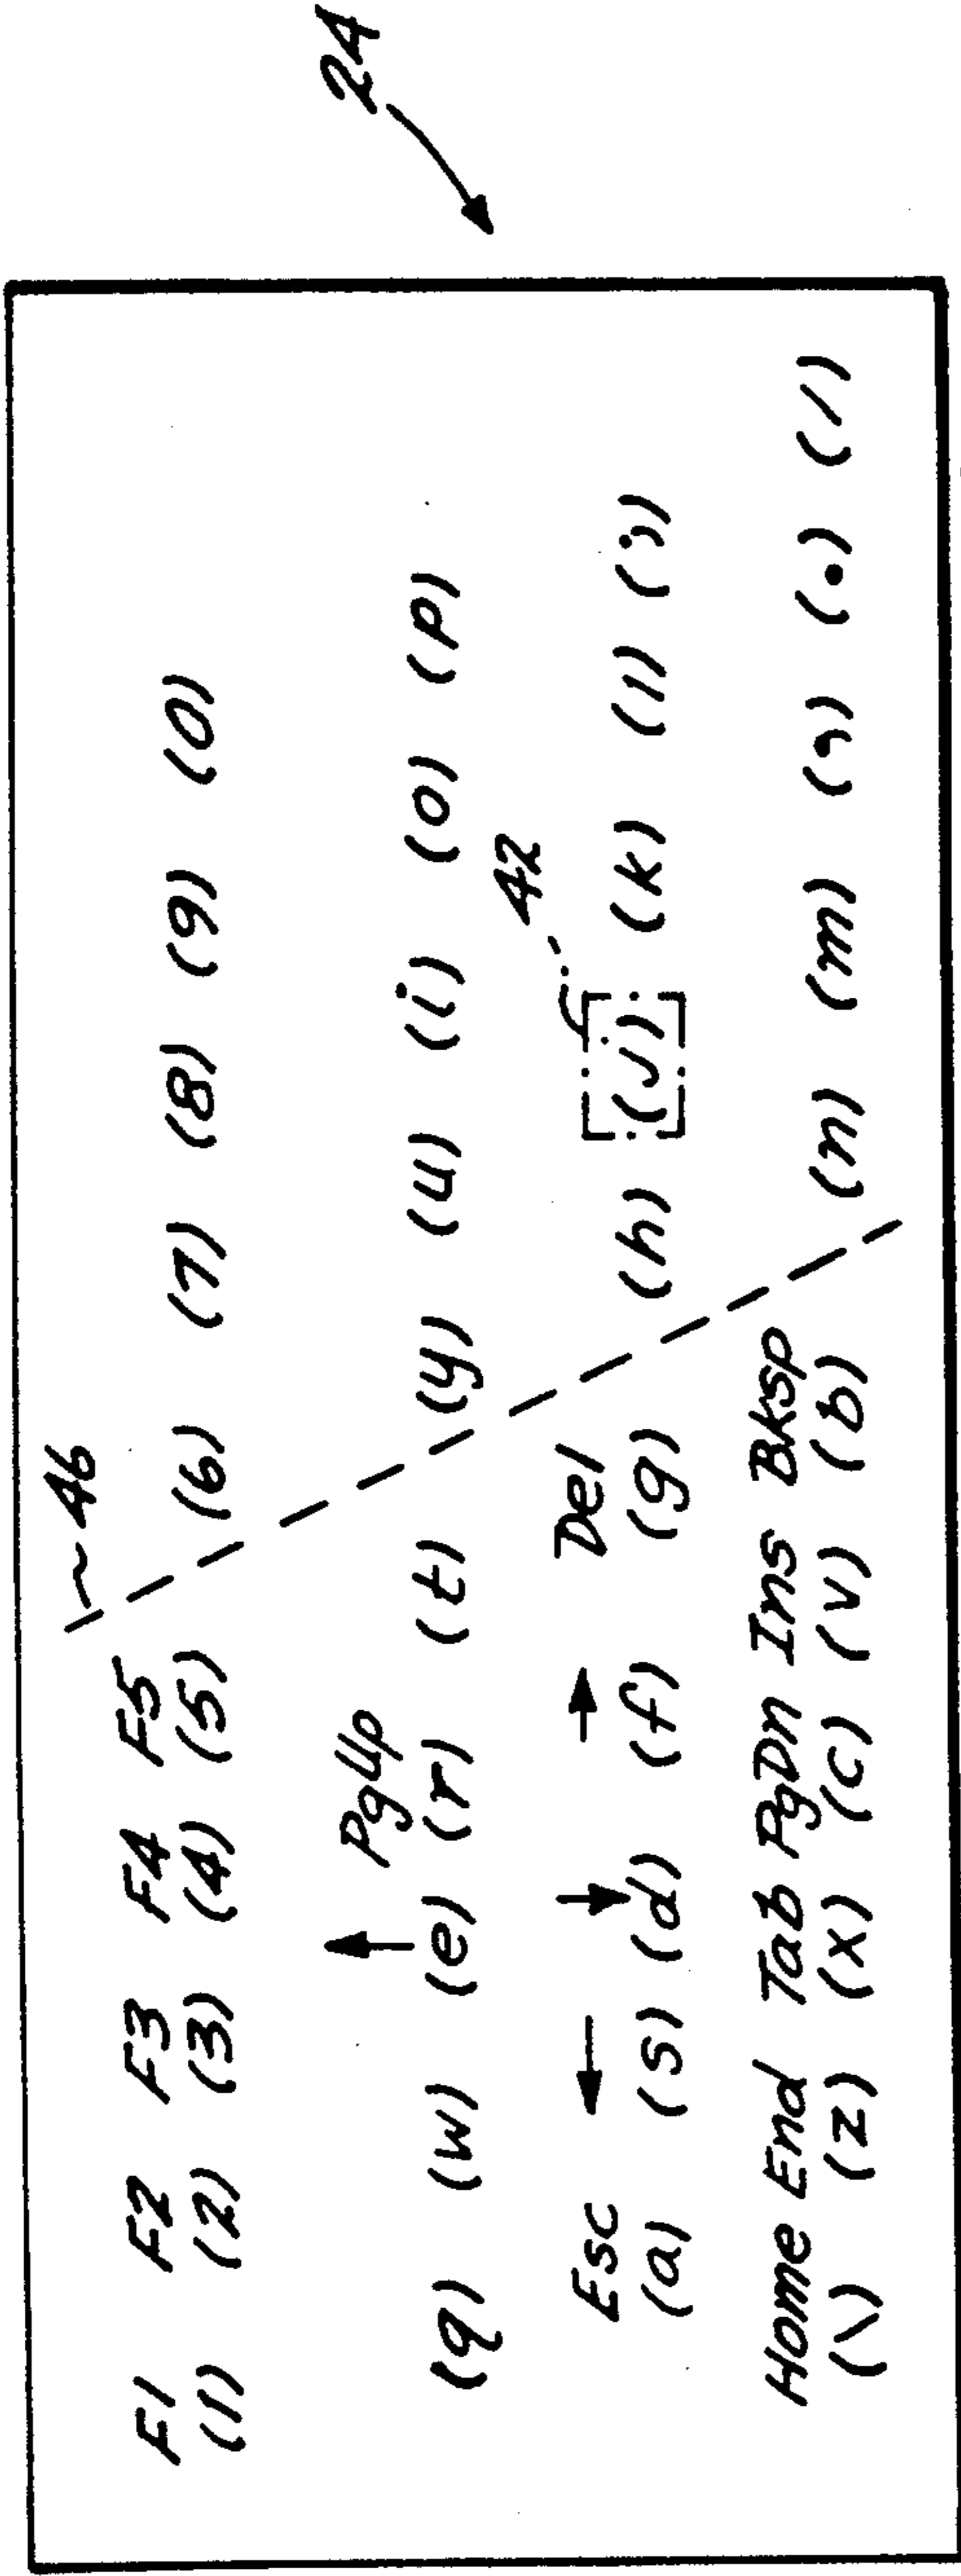 24
~46
F1 F2 F3 F4 F5
(1) (2) (3) (4) (5) (6) (7) (8) (9) (0)
↑ PgUp
(q) (w) (e) (r) (t) (y) (u) (i) (o) (p)
42
Esc ← ↓ → Del
(a) (s) (d) (f) (g) (h) (j) (k) (l) (;)
Home End Tab PgDn Ins Bksp
(\) (z) (x) (c) (v) (b) (n) (m) (,) (.) (/)